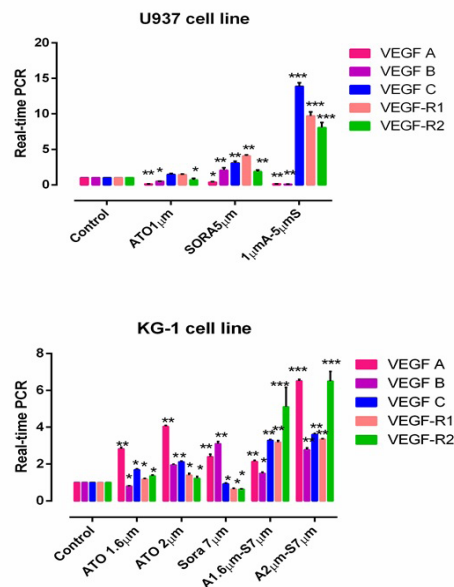 U937 cell line
Real-time PCR
20
15
10
5
0
** * * * ** ** ** ** ** ** *** *** ***
Control
ATO1μm
SORA5μm
1μmA-5μmS
VEGF A
VEGF B
VEGF C
VEGF-R1
VEGF-R2
KG-1 cell line
Real-time PCR
8
6
4
2
0
** * * * * ** ** ** * * ** ** * * * ** * ** ** *** *** ** ** ** ***
Control
ATO 1.6μm
ATO 2μm
Sora 7μm
A1.6μm-S7μm
A2μm-S7μm
VEGF A
VEGF B
VEGF C
VEGF-R1
VEGF-R2